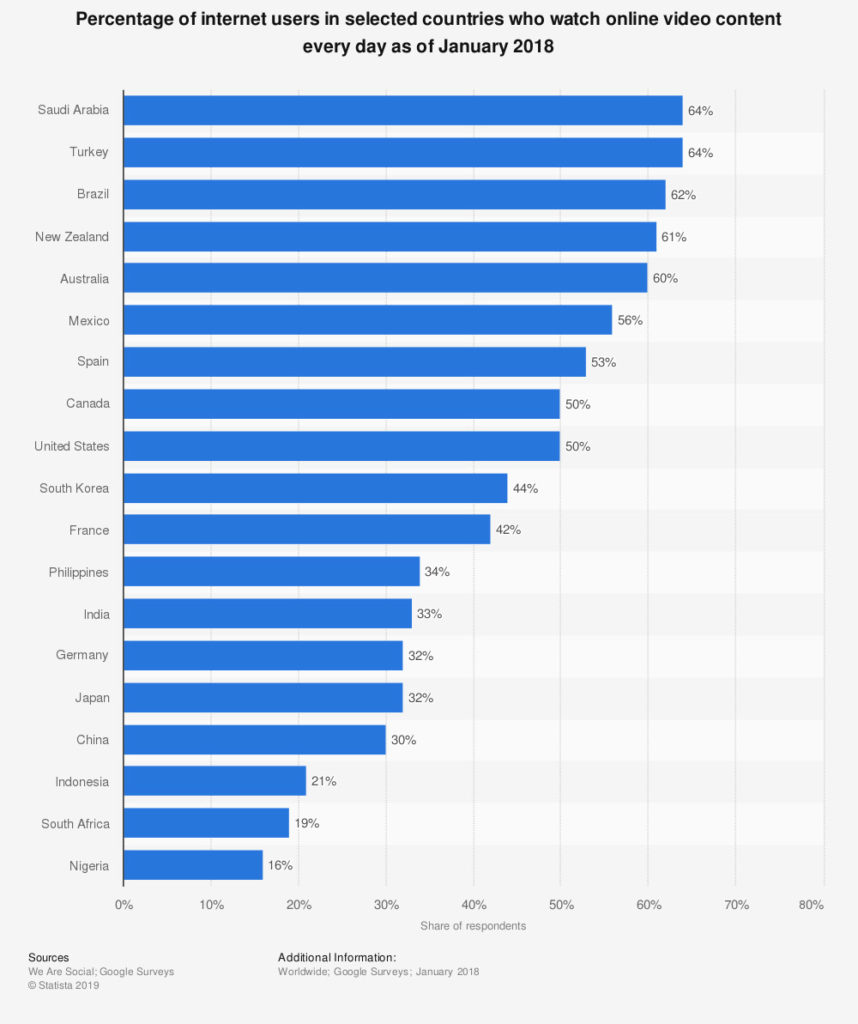 Percentage of internet users in selected countries who watch online video content
every day as of January 2018
Saudi Arabia 64%
Turkey 64%
Brazil 62%
New Zealand 61%
Australia 60%
Mexico 56%
Spain 53%
Canada 50%
United States 50%
South Korea 44%
France 42%
Philippines 34%
India 33%
Germany 32%
Japan 32%
China 30%
Indonesia 21%
South Africa 19%
Nigeria 16%
0% 10% 20% 30% 40% 50% 60% 70% 80%
Share of respondents
Sources
We Are Social; Google Surveys
© Statista 2019
Additional Information:
Worldwide; Google Surveys; January 2018